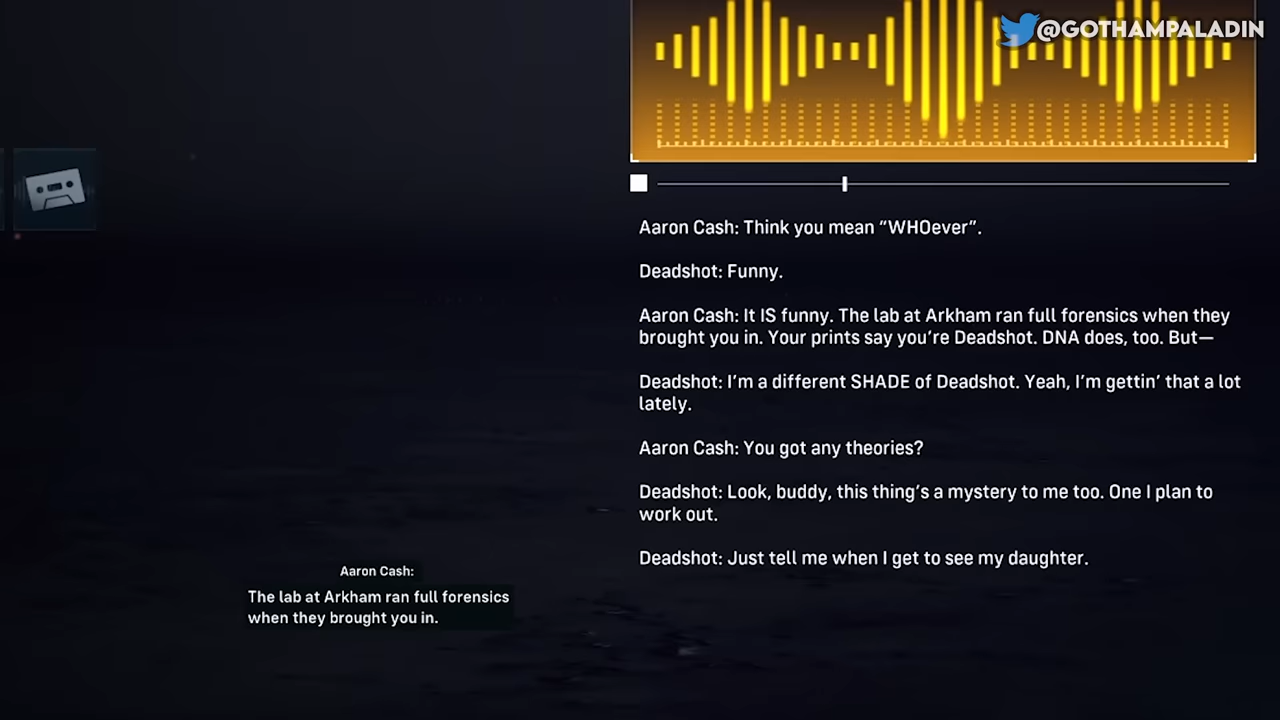 @GOTHAMPALADIN
Aaron Cash: Think you mean “WHOever”.
Deadshot: Funny.
Aaron Cash: It IS funny. The lab at Arkham ran full forensics when they
brought you in. Your prints say you’re Deadshot. DNA does, too. But—
Deadshot: I’m a different SHADE of Deadshot. Yeah, I’m gettin’ that a lot
lately.
Aaron Cash: You got any theories?
Deadshot: Look, buddy, this thing’s a mystery to me too. One I plan to
work out.
Deadshot: Just tell me when I get to see my daughter.
Aaron Cash:
The lab at Arkham ran full forensics
when they brought you in.